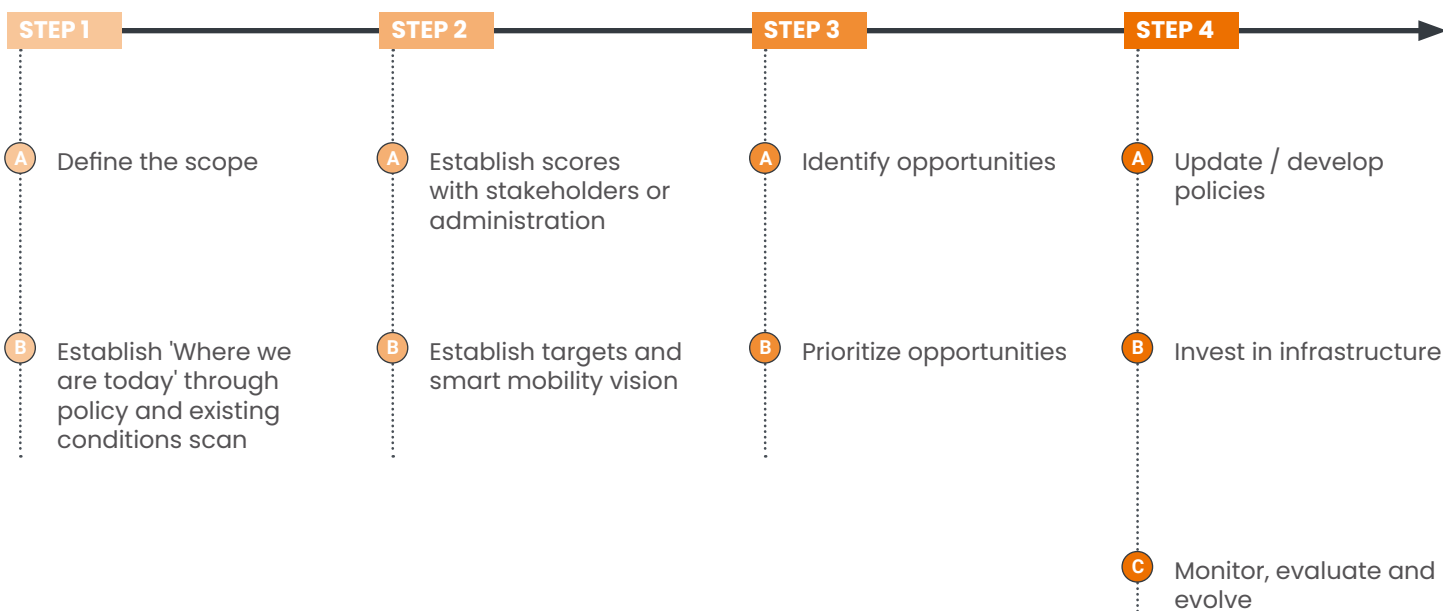 STEP 1
STEP 2
STEP 3
STEP 4
A
Define the scope
B
Establish 'Where we
are today' through
policy and existing
conditions scan
A
Establish scores
with stakeholders or
administration
B
Establish targets and
smart mobility vision
A
Identify opportunities
B
Prioritize opportunities
A
Update / develop
policies
B
Invest in infrastructure
C
Monitor, evaluate and
evolve